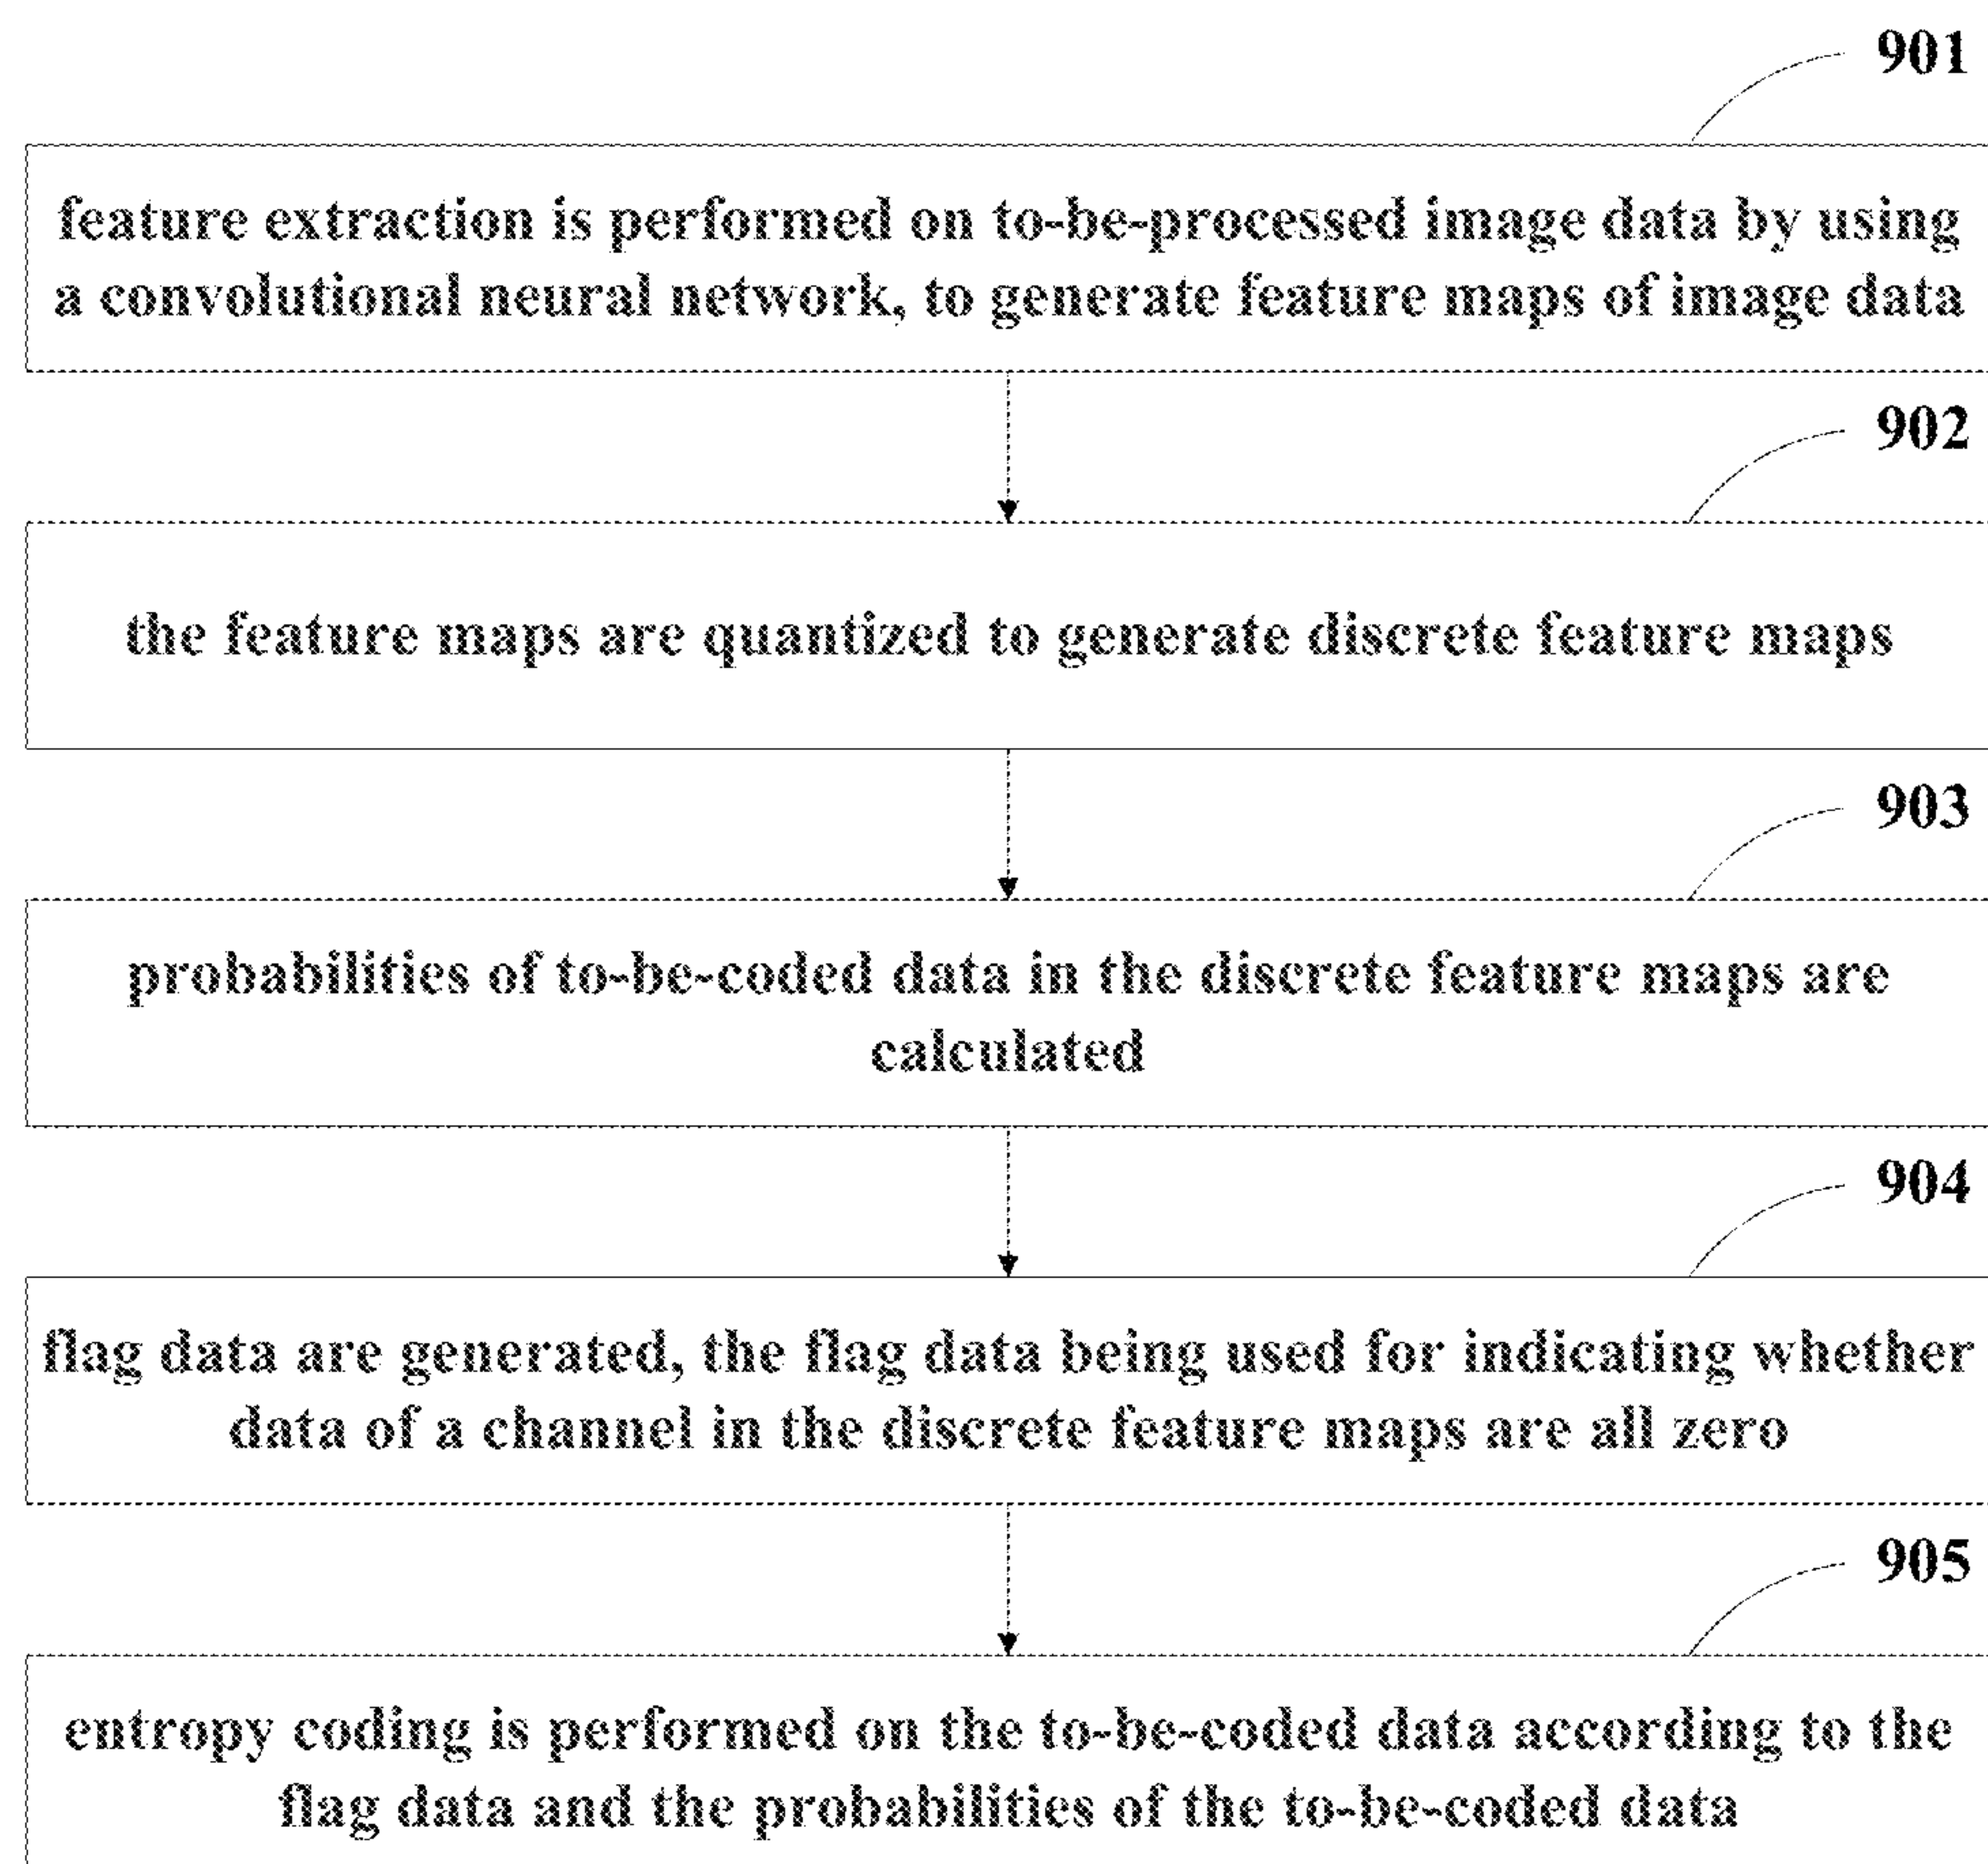 901
feature extraction is performed on to-be-processed image data by using
a convolutional neural network, to generate feature maps of image data
902
the feature maps are quantized to generate discrete feature maps
903
probabilities of to-be-coded data in the discrete feature maps are
calculated
904
flag data are generated, the flag data being used for indicating whether
data of a channel in the discrete feature maps are all zero
905
entropy coding is performed on the to-be-coded data according to the
flag data and the probabilities of the to-be-coded data